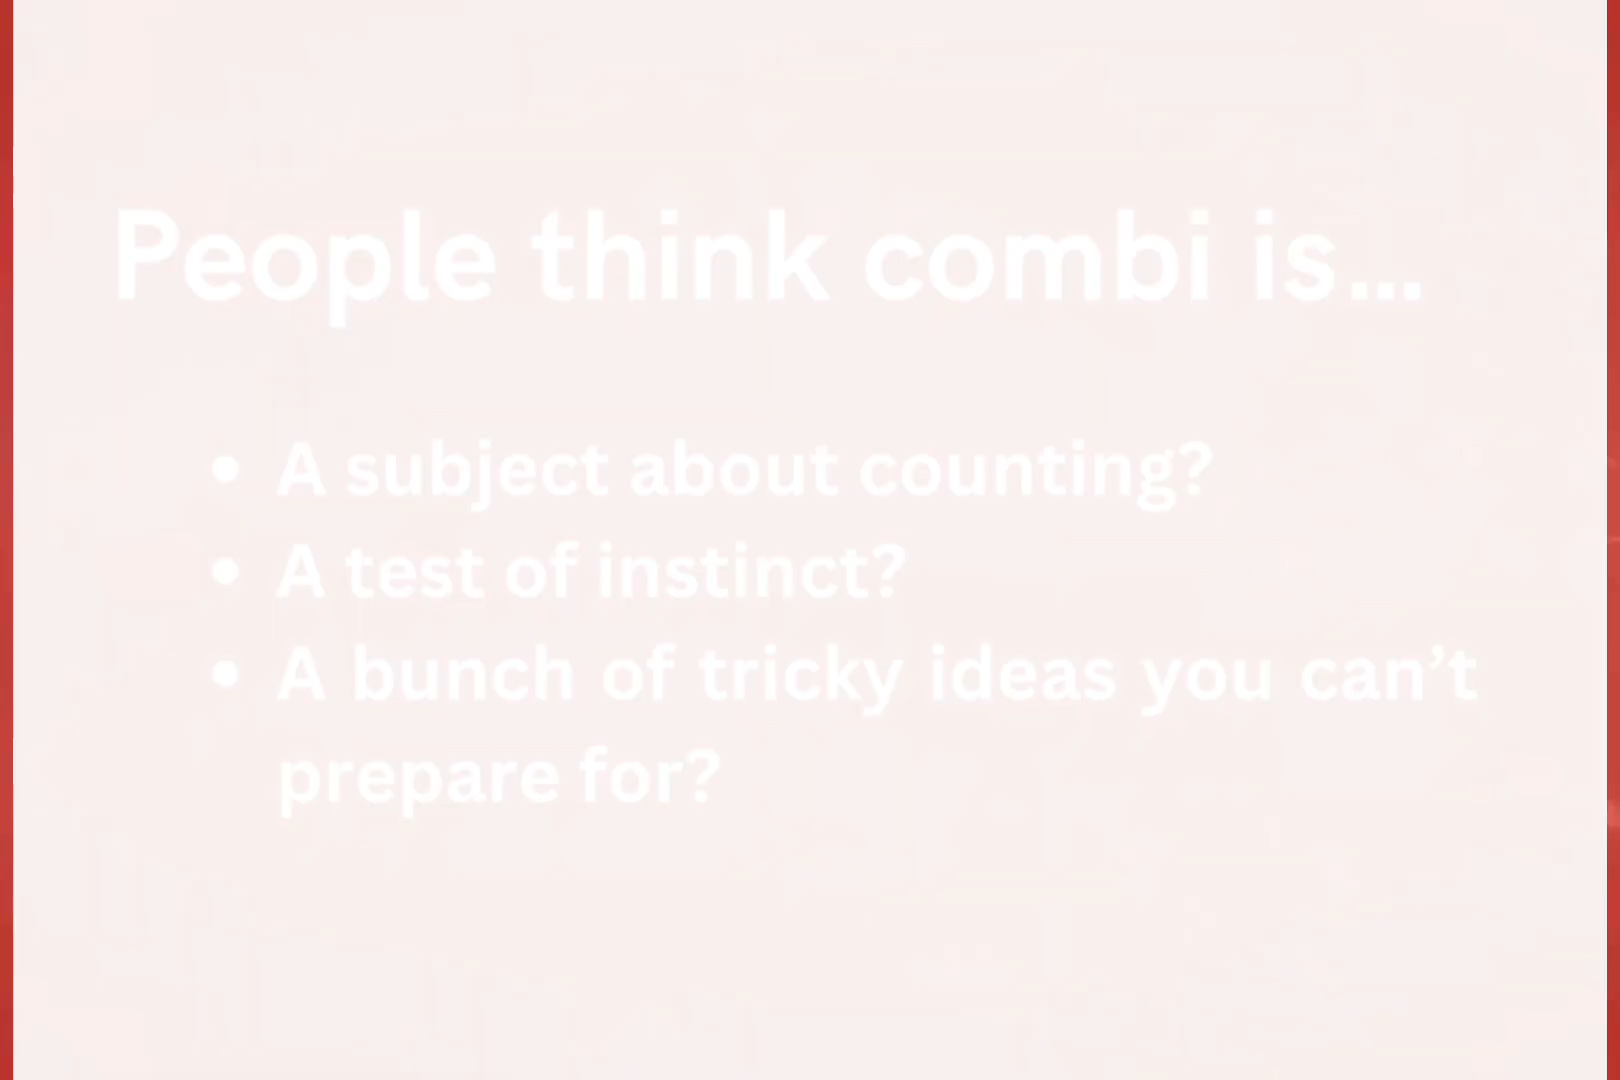 People think combi is...
• A subject about counting?
• A test of instinct?
• A bunch of tricky ideas you can’t
prepare for?